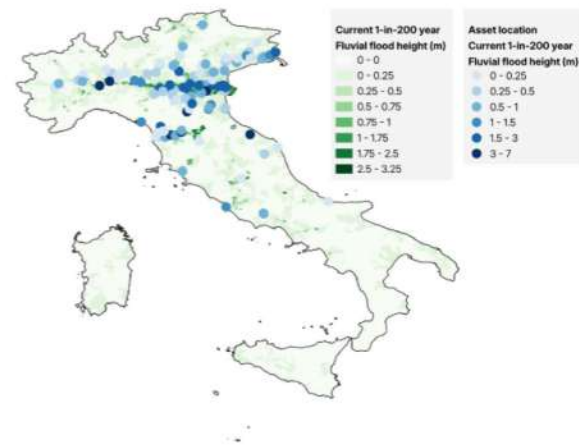 Current 1-in-200 year
Fluvial flood height (m)
0 - 0
0 - 0.25
0.25 - 0.5
0.5 - 0.75
0.75 - 1
1 - 1.75
1.75 - 2.5
2.5 - 3.25
Asset location
Current 1-in-200 year
Fluvial flood height (m)
0 - 0.25
0.25 - 0.5
0.5 - 1
1 - 1.5
1.5 - 3
3 - 7